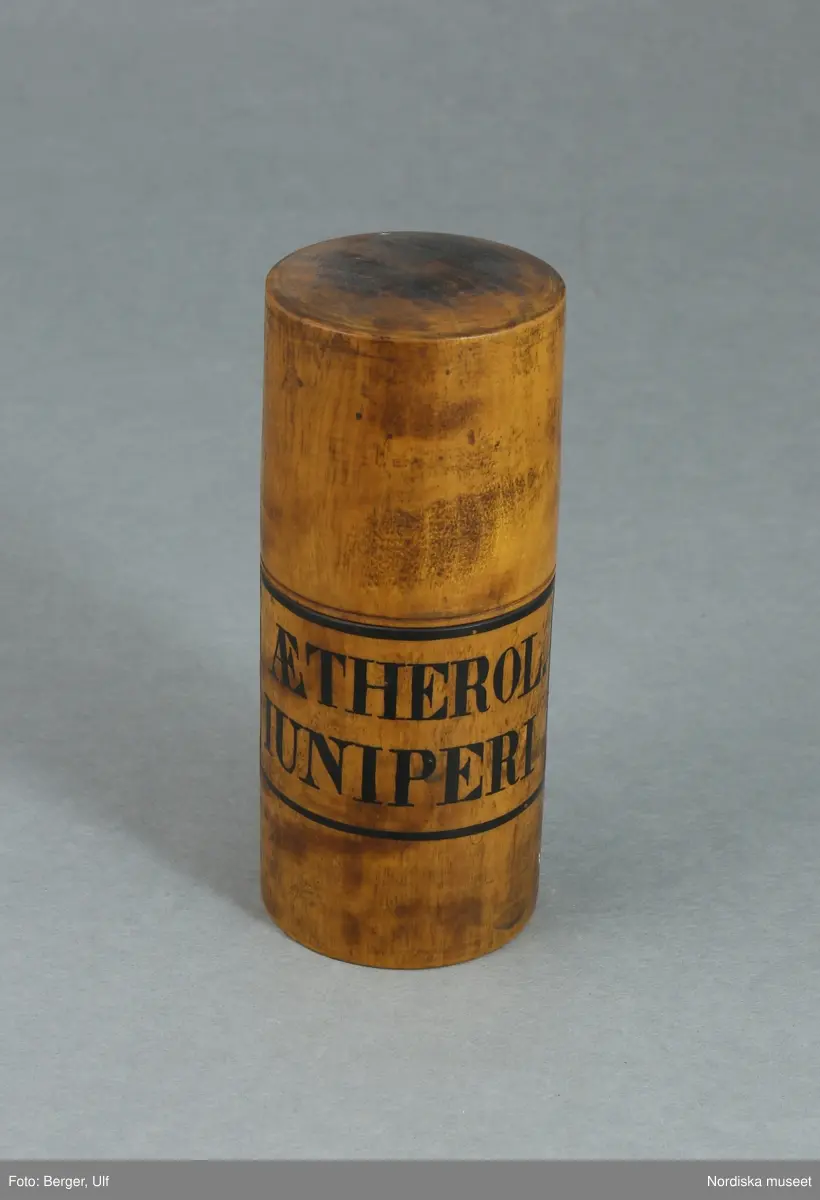 ÆTHEROL.
IUNIPERI
Foto: Berger, Ulf
Nordiska museet